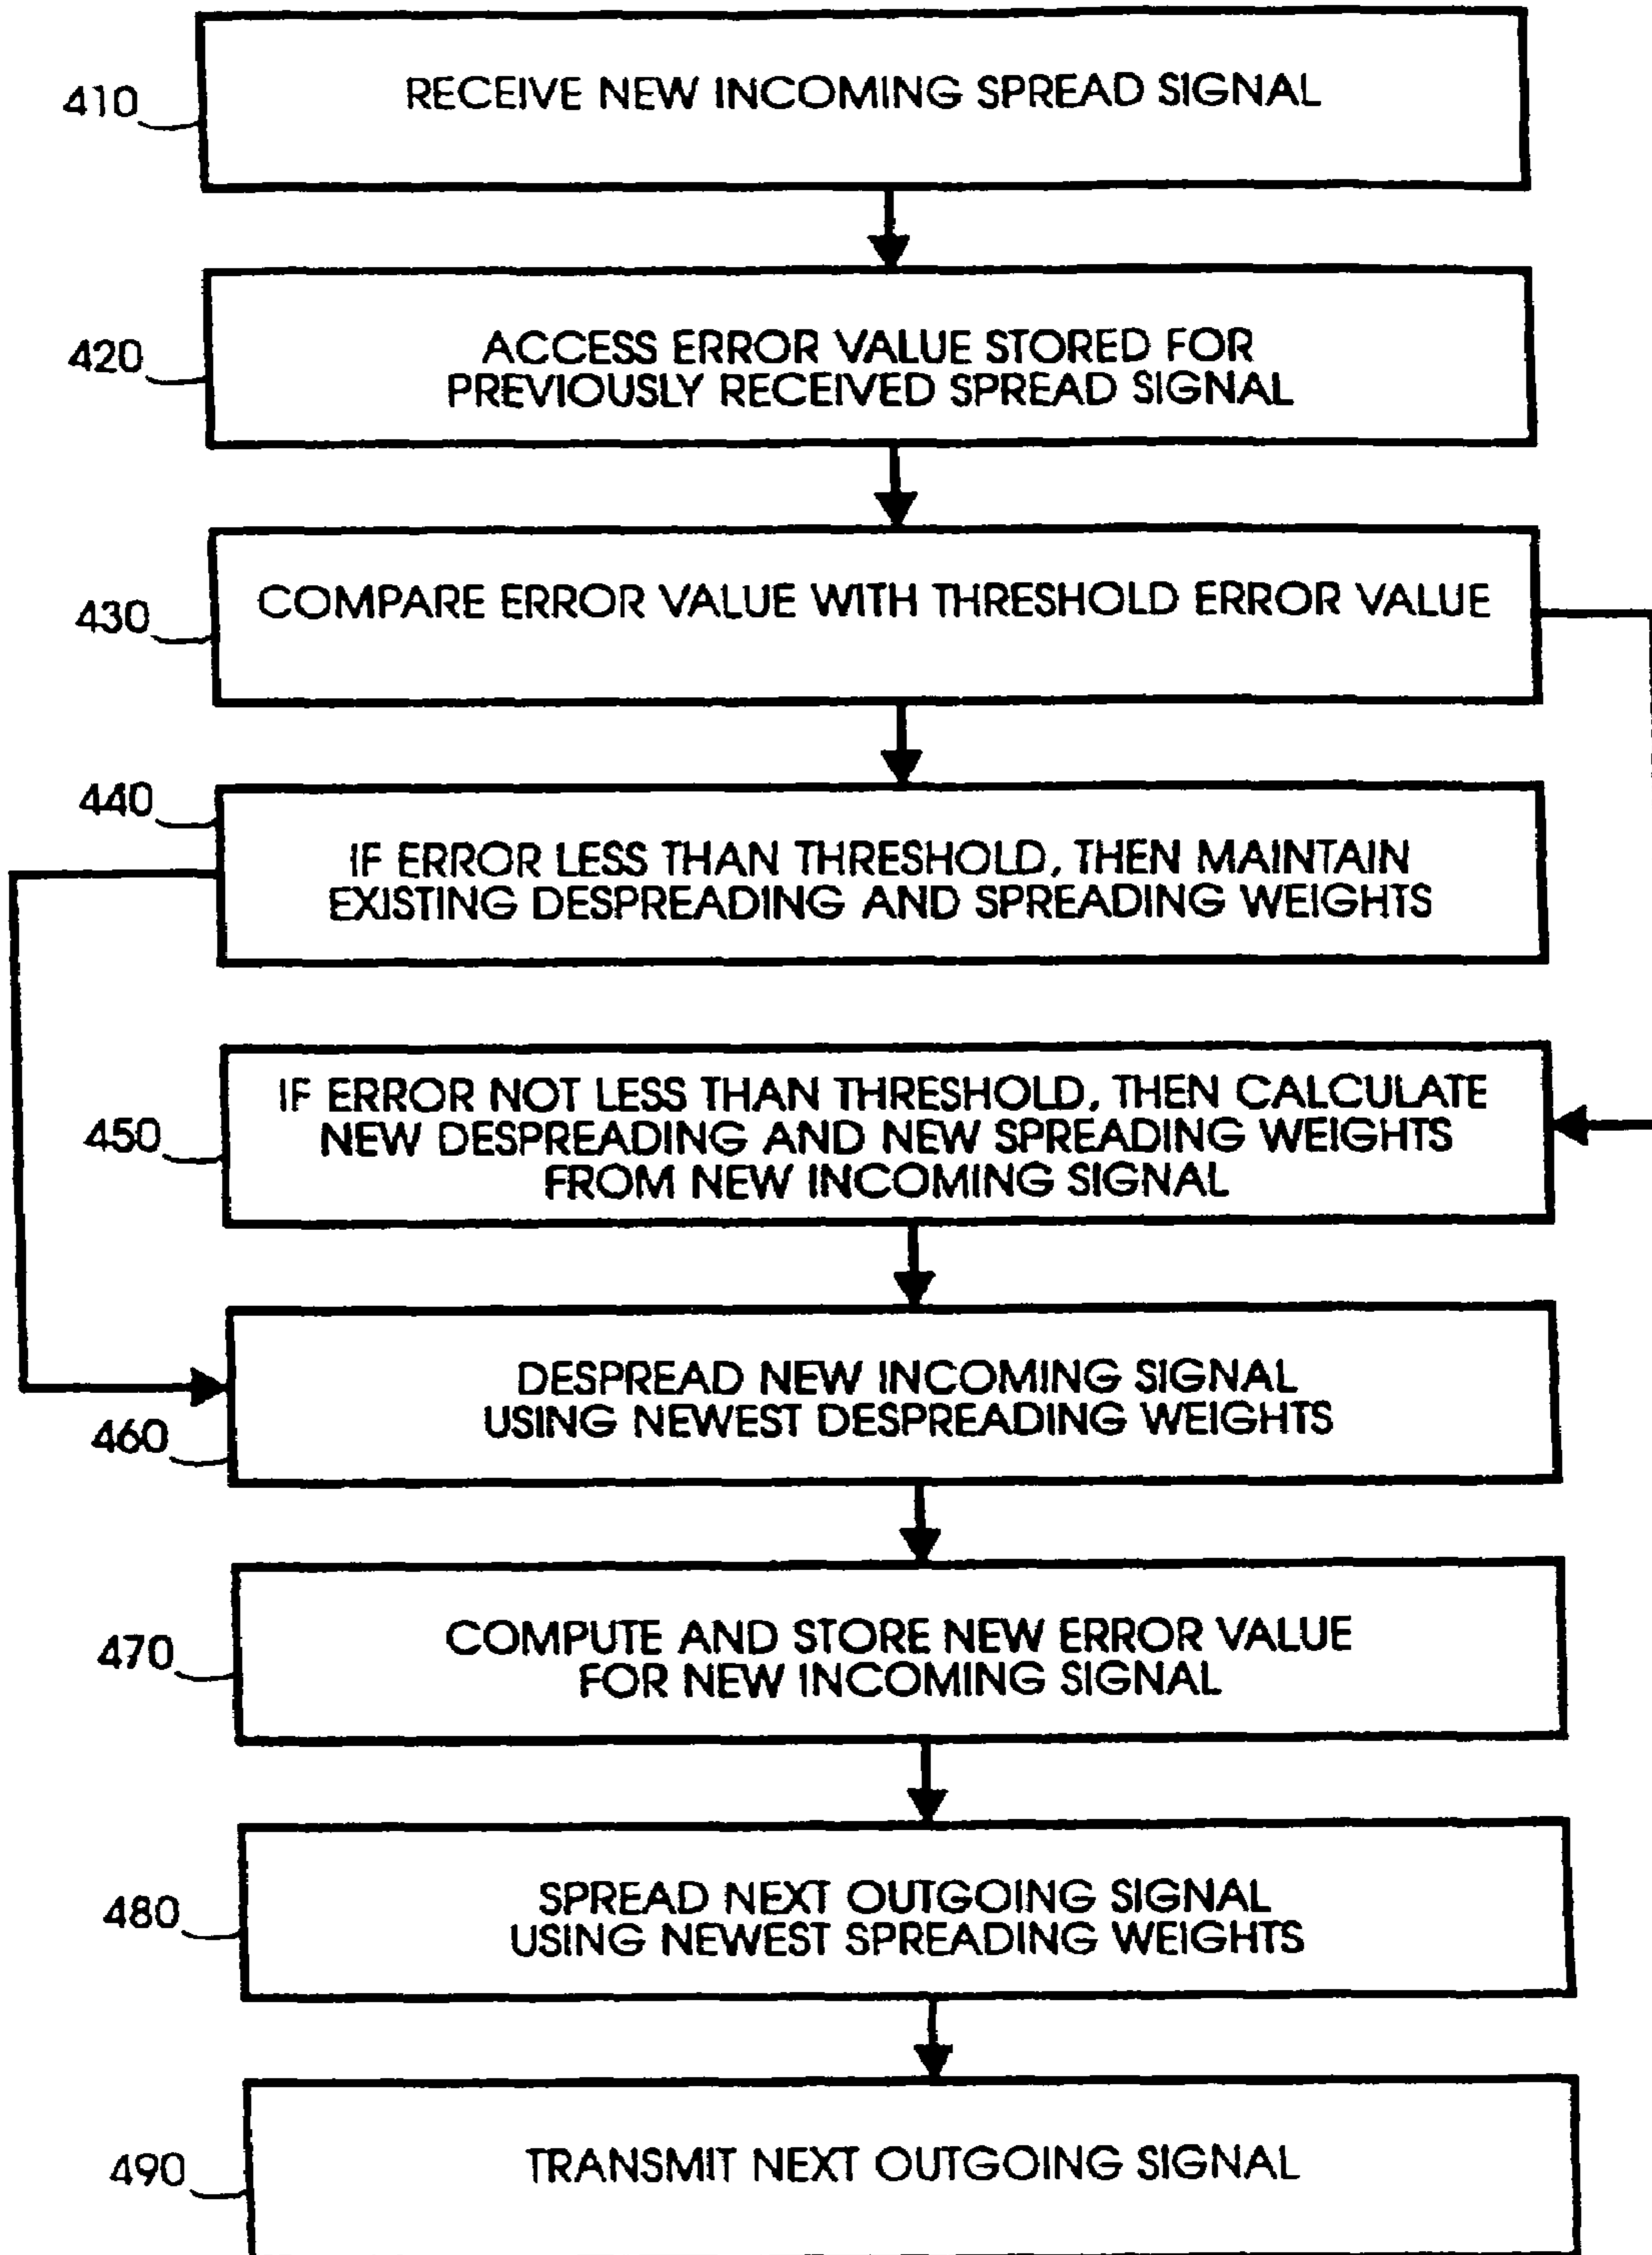 410
RECEIVE NEW INCOMING SPREAD SIGNAL
420
ACCESS ERROR VALUE STORED FOR
PREVIOUSLY RECEIVED SPREAD SIGNAL
430
COMPARE ERROR VALUE WITH THRESHOLD ERROR VALUE
440
IF ERROR LESS THAN THRESHOLD, THEN MAINTAIN
EXISTING DESPREADING AND SPREADING WEIGHTS
450
IF ERROR NOT LESS THAN THRESHOLD, THEN CALCULATE
NEW DESPREADING AND NEW SPREADING WEIGHTS
FROM NEW INCOMING SIGNAL
460
DESPREAD NEW INCOMING SIGNAL
USING NEWEST DESPREADING WEIGHTS
470
COMPUTE AND STORE NEW ERROR VALUE
FOR NEW INCOMING SIGNAL
480
SPREAD NEXT OUTGOING SIGNAL
USING NEWEST SPREADING WEIGHTS
490
TRANSMIT NEXT OUTGOING SIGNAL